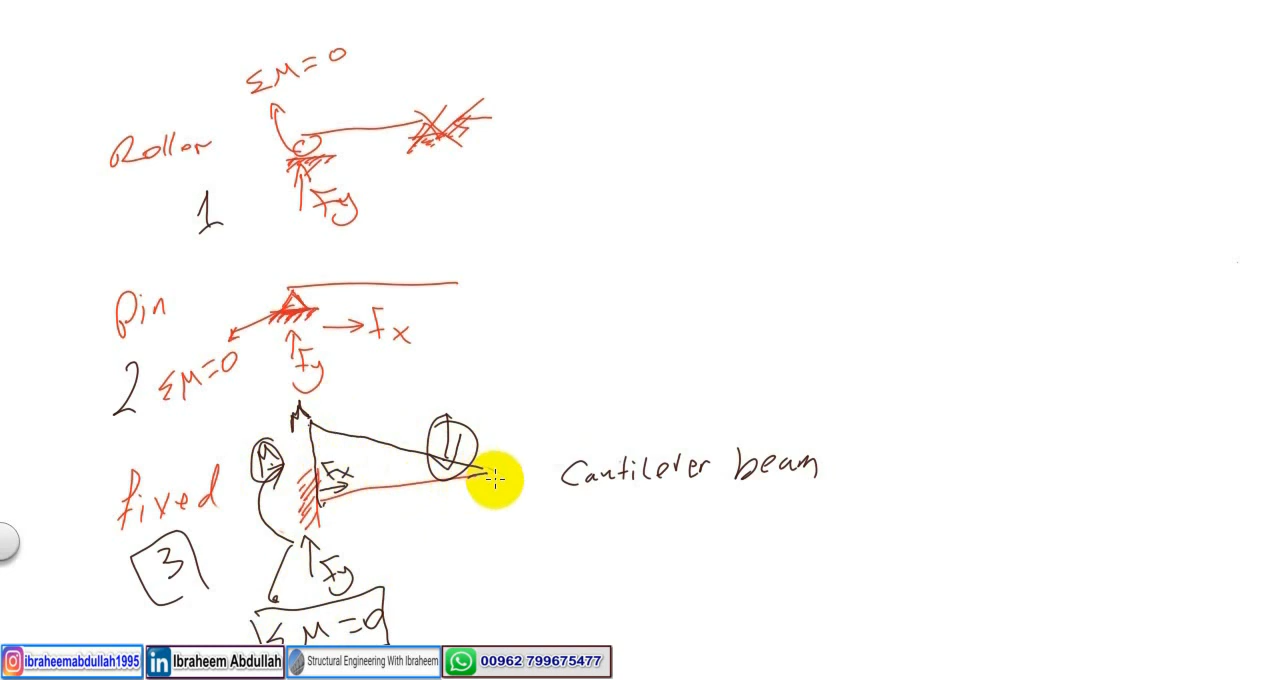 ΣM=0
Roller
Fy
1
Pin
Fx
2 ΣM=0
Fy
M
M
Fx
Cantilever beam
fixed
3
Fy
ΣM=0
ibraheemabdullah1995 in Ibraheem Abdullah Structural Engineering With Ibraheem 00962 799675477